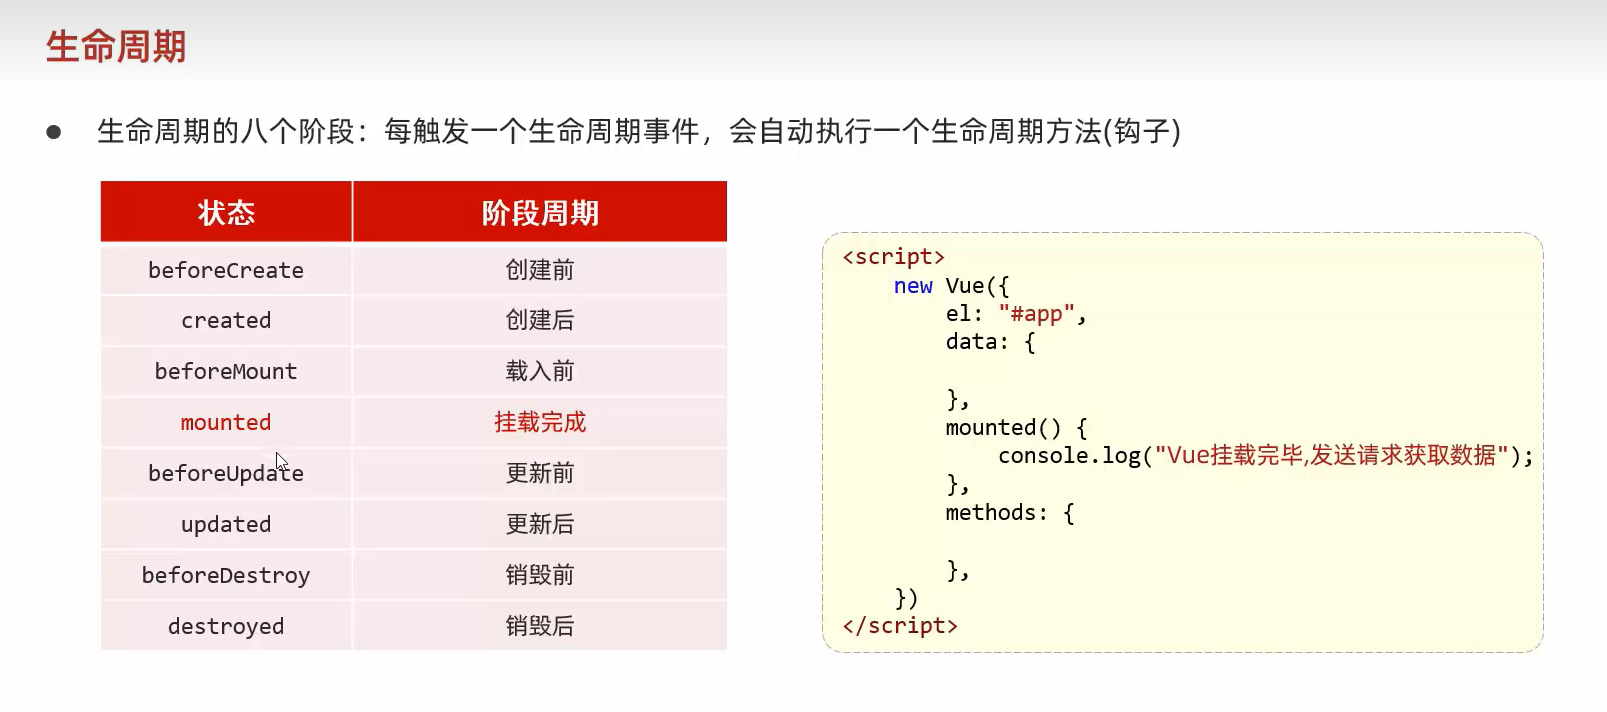 生命周期
● 生命周期的八个阶段：每触发一个生命周期事件，会自动执行一个生命周期方法(钩子)
状态 阶段周期
beforeCreate 创建前
created 创建后
beforeMount 载入前
mounted 挂载完成
beforeUpdate 更新前
updated 更新后
beforeDestroy 销毁前
destroyed 销毁后
<script>
new Vue({
el: "#app",
data: {
},
mounted() {
console.log("Vue挂载完毕,发送请求获取数据");
},
methods: {
},
})
</script>